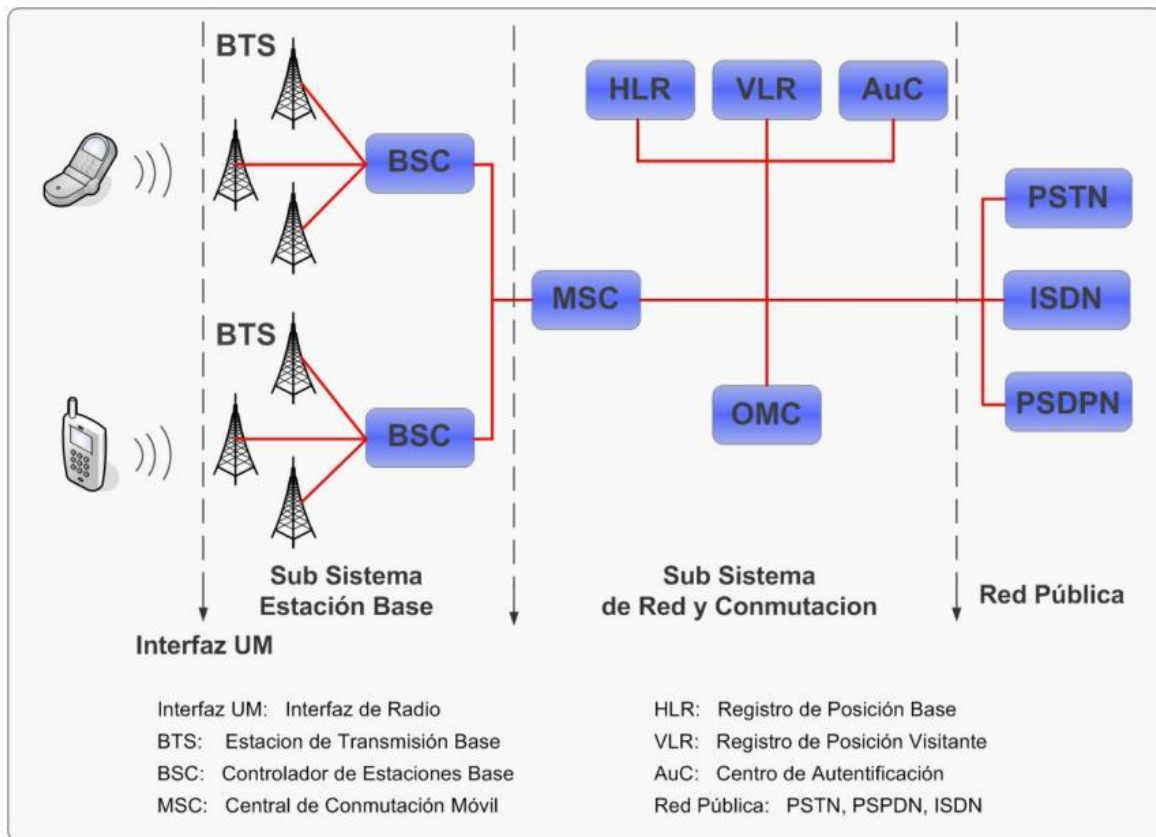 BTS
HLR
VLR
AuC
BSC
PSTN
MSC
ISDN
BTS
BSC
OMC
PSDPN
Sub Sistema
Estación Base
Sub Sistema
de Red y Conmutacion
Red Pública
Interfaz UM
Interfaz UM: Interfaz de Radio
BTS: Estacion de Transmisión Base
BSC: Controlador de Estaciones Base
MSC: Central de Conmutación Móvil
HLR: Registro de Posición Base
VLR: Registro de Posición Visitante
AuC: Centro de Autentificación
Red Pública: PSTN, PSPDN, ISDN